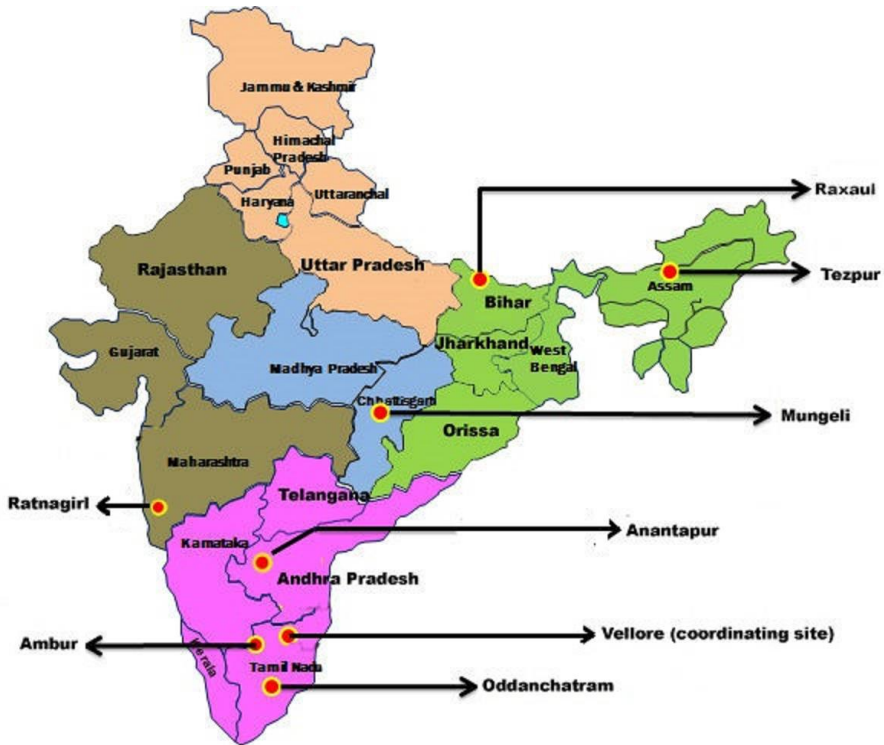 Jammu & Kashmir
Himachal
Pradesh
Punjab
Uttaranchal
Haryana
Raxaul
Rajasthan
Uttar Pradesh
Tezpur
Assam
Bihar
Gujarat
Jharkhand
West
Bengal
Madhya Pradesh
Chhattisgarh
Mungeli
Orissa
Maharashtra
Telangana
Ratnagirl
Anantapur
Karnataka
Andhra Pradesh
Vellore (coordinating site)
Ambur
Kerala
Tamil Nadu
Oddanchatram